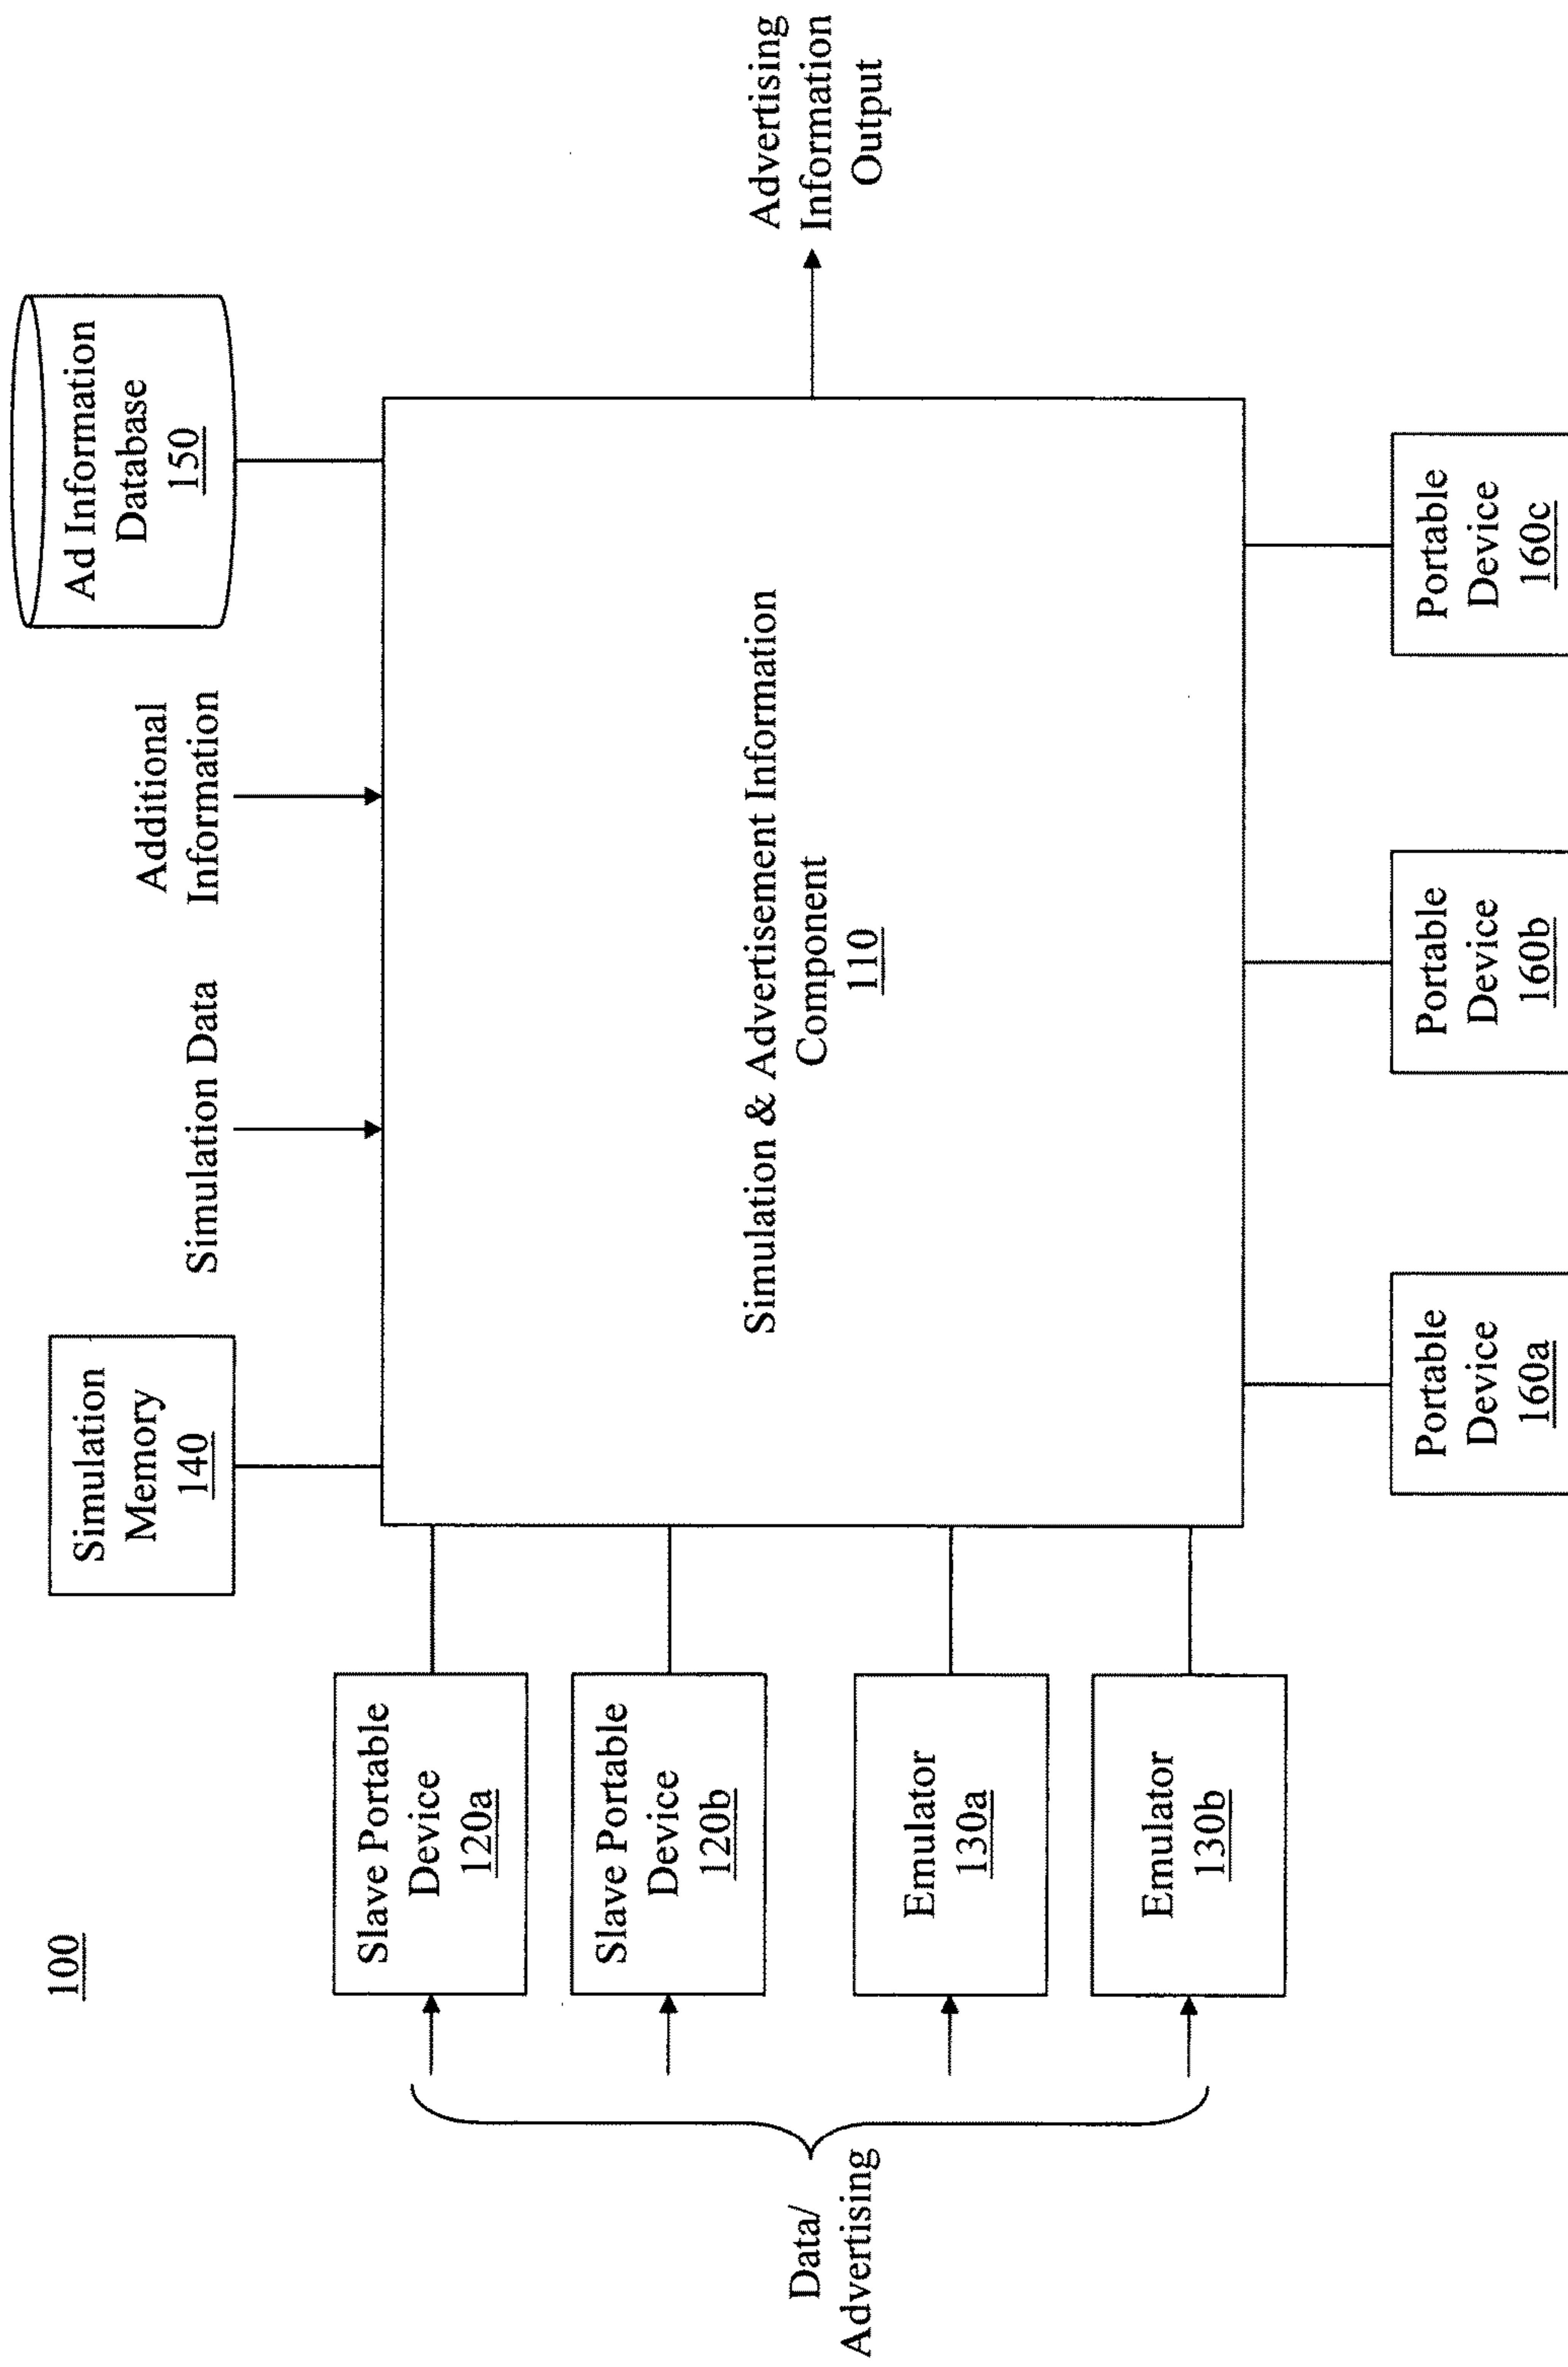 100
Simulation
Memory
140
Simulation Data
Additional
Information
Ad Information
Database
150
Data/
Advertising
Slave Portable
Device
120a
Slave Portable
Device
120b
Emulator
130a
Emulator
130b
Simulation & Advertisement Information
Component
110
Advertising
Information
Output
Portable
Device
160a
Portable
Device
160b
Portable
Device
160c